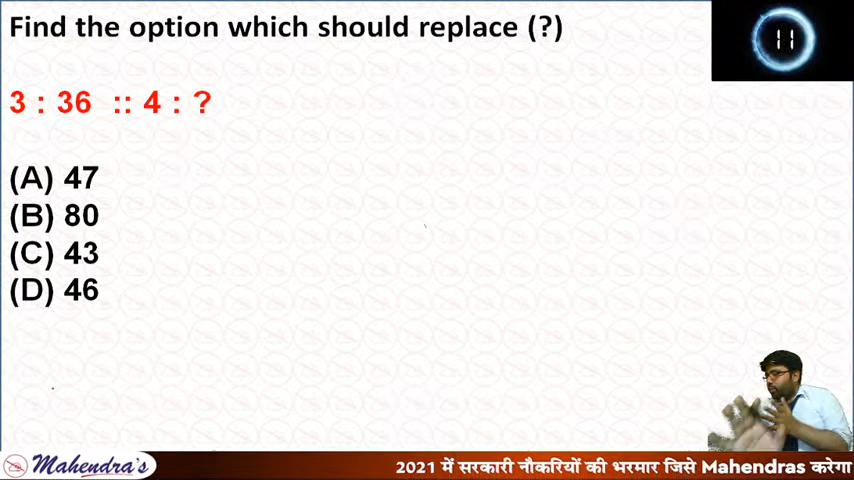 Find the option which should replace (?)
11
3 : 36 :: 4 : ?
(A) 47
(B) 80
(C) 43
(D) 46
Mahendra's
2021 में सरकारी नौकरियों की भरमार जिसे Mahendras करेगा